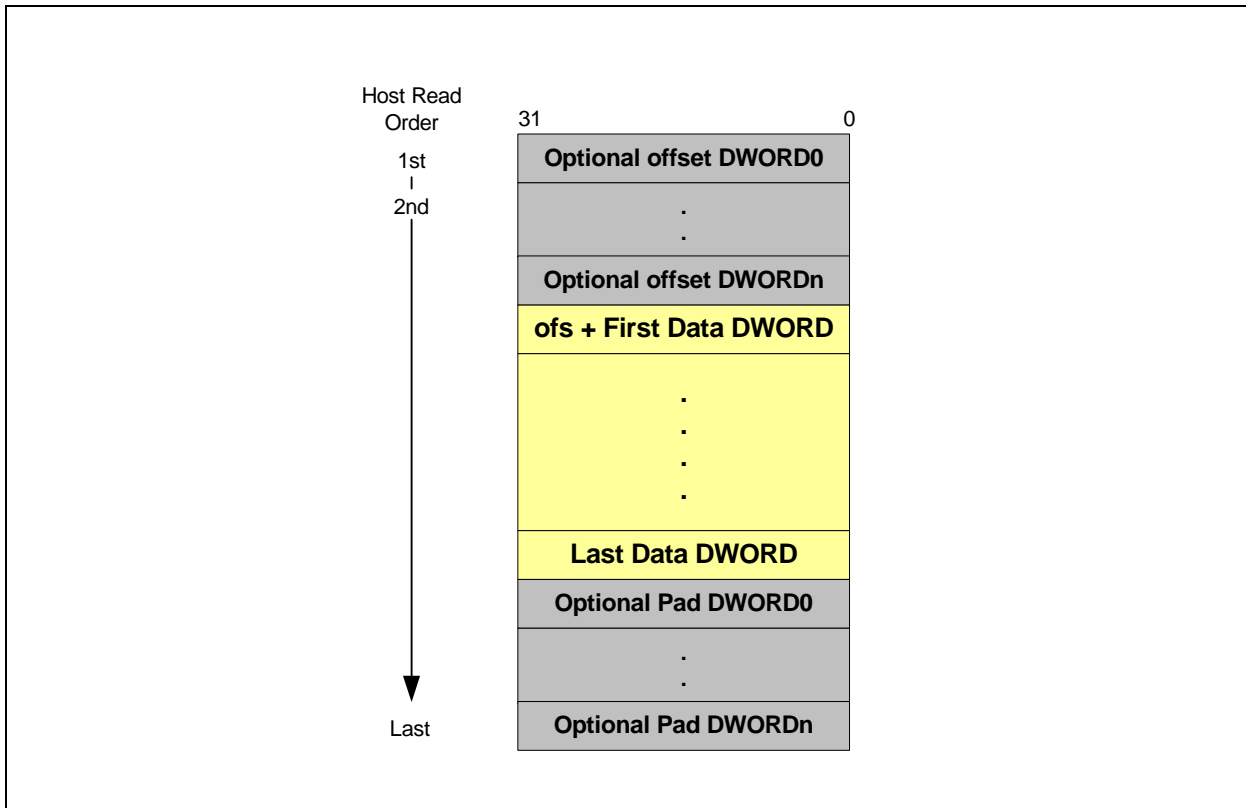 Host Read
Order
31 0
1st
2nd
Last
Optional offset DWORD0
.
.
Optional offset DWORDn
ofs + First Data DWORD
.
.
.
.
Last Data DWORD
Optional Pad DWORD0
.
.
Optional Pad DWORDn